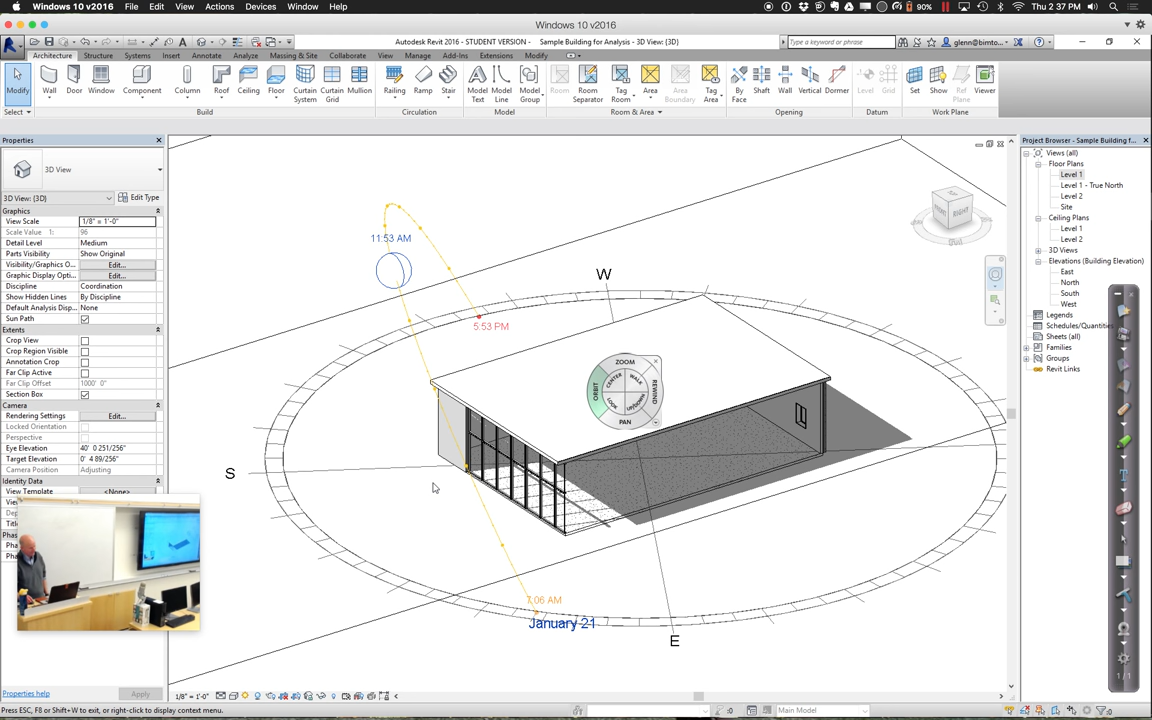 Windows 10 v2016 File Edit View Actions Devices Window Help 90% Thu 2 37 PM
Windows 10 v2016
Autodesk Revit 2016 - STUDENT VERSION - Sample Building for Analysis - 3D View: {3D}
Type a keyword or phrase
glenn@bimto...
Architecture Structure Systems Insert Annotate Analyze Massing & Site Collaborate View Manage Add-Ins Extensions Modify
Modify Wall Door Window Component Column Roof Ceiling Floor Curtain System Curtain Grid Mullion Railing Ramp Stair Model Text Model Line Model Group Room Room Separator Tag Room Area Area Boundary Tag Area By Face Shaft Wall Vertical Dormer Level Grid Set Show Ref Plane Viewer
Select Build Circulation Model Room & Area Opening Datum Work Plane
Properties
3D View
3D View: {3D} Edit Type
Graphics
View Scale 1/8" = 1'-0"
Scale Value 1: 96
Detail Level Medium
Parts Visibility Show Original
Visibility/Graphics O... Edit...
Graphic Display Opti... Edit...
Discipline Coordination
Show Hidden Lines By Discipline
Default Analysis Disp... None
Sun Path
Extents
Crop View
Crop Region Visible
Annotation Crop
Far Clip Active
Far Clip Offset 1000' 0"
Section Box
Camera
Rendering Settings Edit...
Locked Orientation
Perspective
Eye Elevation 40' 0 251/256"
Target Elevation 0' 4 89/256"
Camera Position Adjusting
Identity Data
View Template <None>
Properties help
Apply
11:53 AM
5:53 PM
7:06 AM
January 21
W
S
E
ZOOM
CENTER
WALK
ORBIT
REWIND
LOOK
UP/DOWN
PAN
RIGHT
Project Browser - Sample Building f...
Views (all)
Floor Plans
Level 1
Level 1 - True North
Level 2
Site
Ceiling Plans
Level 1
Level 2
3D Views
Elevations (Building Elevation)
East
North
South
West
Legends
Schedules/Quantities
Sheets (all)
Families
Groups
Revit Links
1 / 1
1/8" = 1'-0"
Press ESC, F8 or Shift+W to exit, or right-click to display context menu.
:0
Main Model
:0